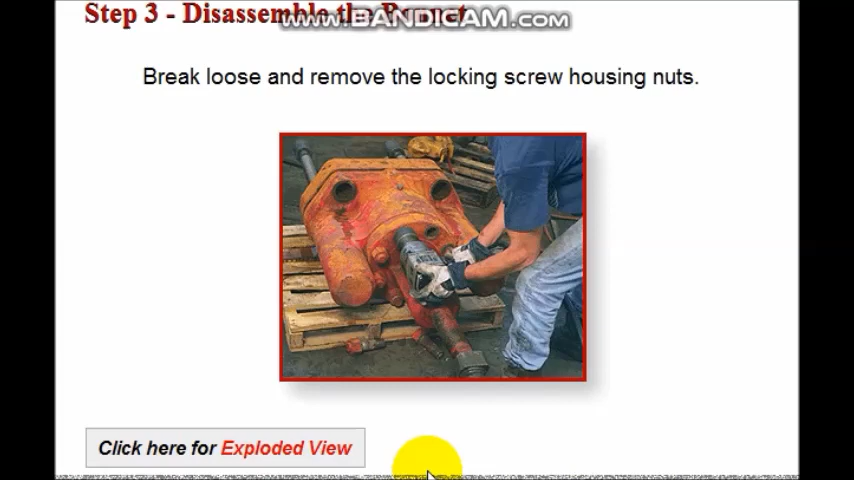 Step 3 - Disassemble the Bonnet
www.BANDICAM.com
Break loose and remove the locking screw housing nuts.
Click here for Exploded View